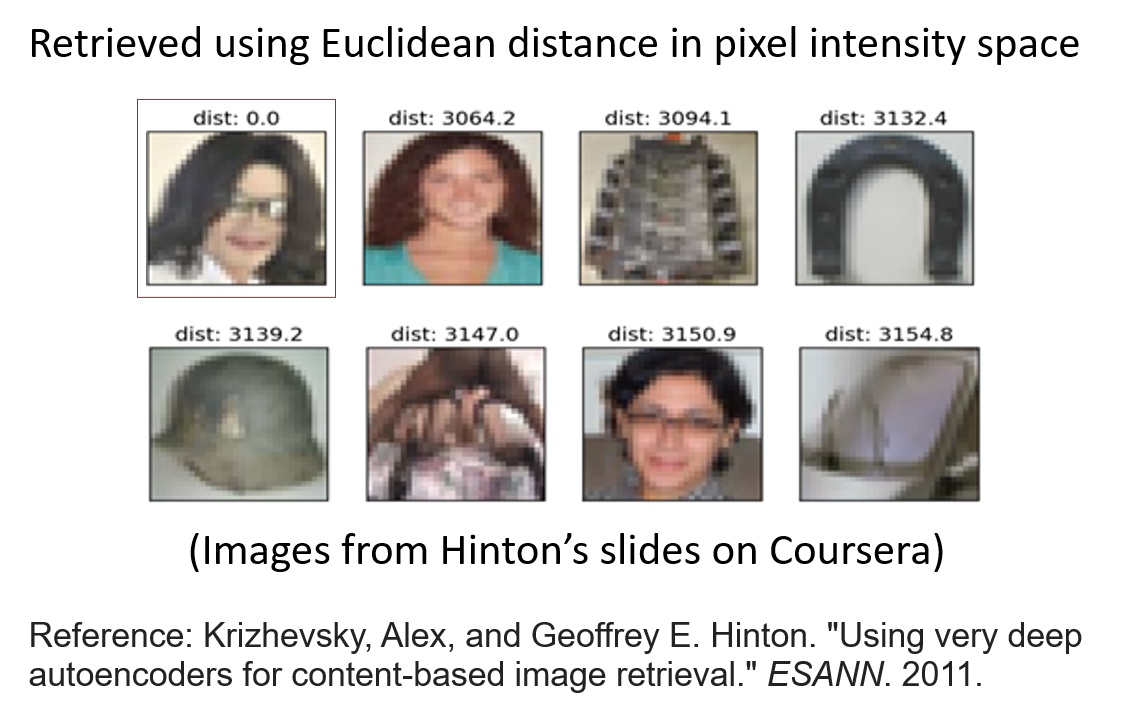 Retrieved using Euclidean distance in pixel intensity space
dist: 0.0
dist: 3064.2
dist: 3094.1
dist: 3132.4
dist: 3139.2
dist: 3147.0
dist: 3150.9
dist: 3154.8
(Images from Hinton’s slides on Coursera)
Reference: Krizhevsky, Alex, and Geoffrey E. Hinton. "Using very deep
autoencoders for content-based image retrieval." ESANN. 2011.